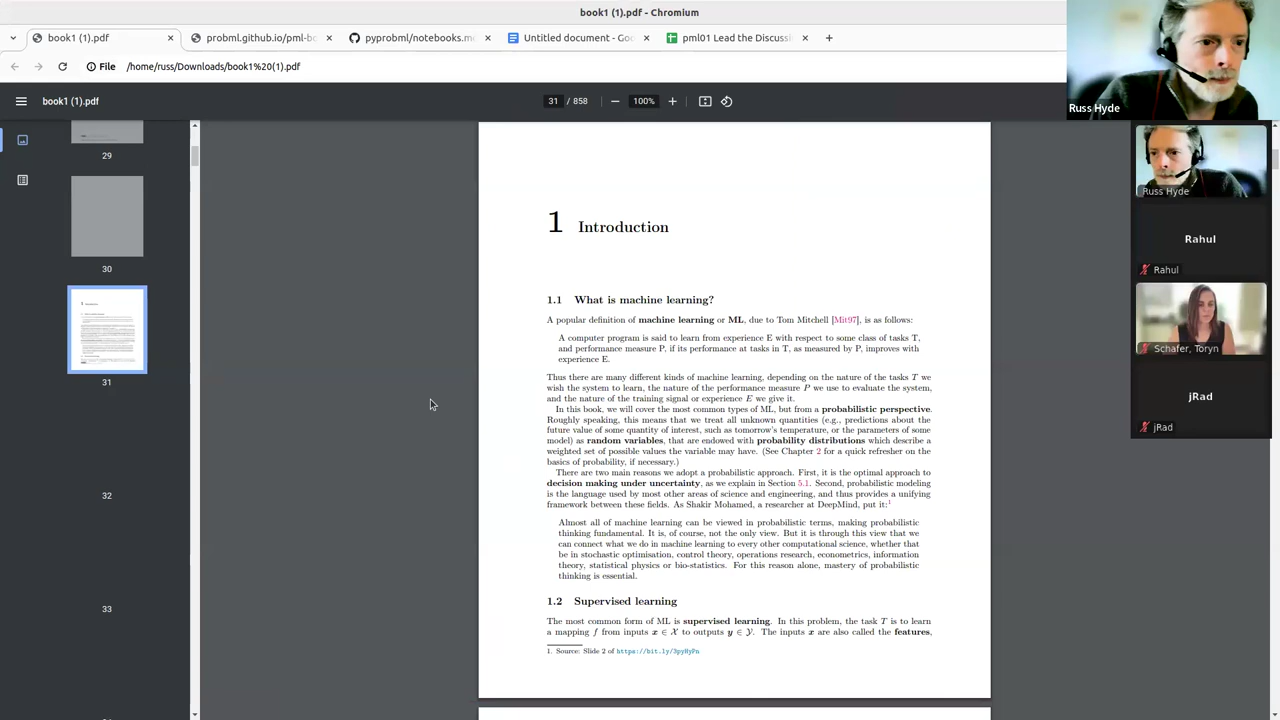 book1 (1).pdf - Chromium
book1 (1).pdf
probml.github.io/pml-bo
pyprobml/notebooks.m
Untitled document - Goo
pml01 Lead the Discussi
File /home/russ/Downloads/book1%20(1).pdf
book1 (1).pdf
31 / 858
100%
29
30
31
32
33
1 Introduction
1.1 What is machine learning?
A popular definition of machine learning or ML, due to Tom Mitchell [Mit97], is as follows:
A computer program is said to learn from experience E with respect to some class of tasks T,
and performance measure P, if its performance at tasks in T, as measured by P, improves with
experience E.
Thus there are many different kinds of machine learning, depending on the nature of the tasks T we
wish the system to learn, the nature of the performance measure P we use to evaluate the system,
and the nature of the training signal or experience E we give it.
In this book, we will cover the most common types of ML, but from a probabilistic perspective.
Roughly speaking, this means that we treat all unknown quantities (e.g., predictions about the
future value of some quantity of interest, such as tomorrow's temperature, or the parameters of some
model) as random variables, that are endowed with probability distributions which describe a
weighted set of possible values the variable may have. (See Chapter 2 for a quick refresher on the
basics of probability, if necessary.)
There are two main reasons we adopt a probabilistic approach. First, it is the optimal approach to
decision making under uncertainty, as we explain in Section 5.1. Second, probabilistic modeling
is the language used by most other areas of science and engineering, and thus provides a unifying
framework between these fields. As Shakir Mohamed, a researcher at DeepMind, put it:1
Almost all of machine learning can be viewed in probabilistic terms, making probabilistic
thinking fundamental. It is, of course, not the only view. But it is through this view that we
can connect what we do in machine learning to every other computational science, whether that
be in stochastic optimisation, control theory, operations research, econometrics, information
theory, statistical physics or bio-statistics. For this reason alone, mastery of probabilistic
thinking is essential.
1.2 Supervised learning
The most common form of ML is supervised learning. In this problem, the task T is to learn
a mapping f from inputs x ∈ X to outputs y ∈ Y. The inputs x are also called the features,
1. Source: Slide 2 of https://bit.ly/3pyHyPn
Russ Hyde
Russ Hyde
Rahul
Rahul
Schafer, Toryn
jRad
jRad